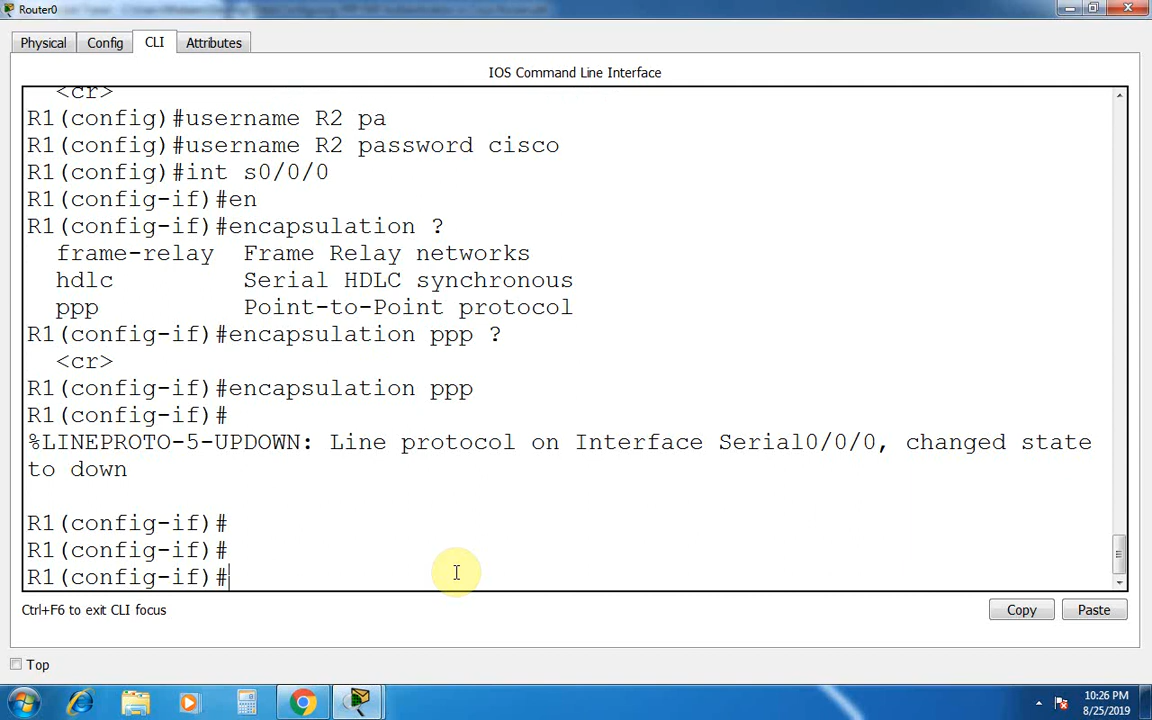 Router0
Physical Config CLI Attributes
IOS Command Line Interface
<cr>
R1(config)#username R2 pa
R1(config)#username R2 password cisco
R1(config)#int s0/0/0
R1(config-if)#en
R1(config-if)#encapsulation ?
frame-relay Frame Relay networks
hdlc Serial HDLC synchronous
ppp Point-to-Point protocol
R1(config-if)#encapsulation ppp ?
<cr>
R1(config-if)#encapsulation ppp
R1(config-if)#
%LINEPROTO-5-UPDOWN: Line protocol on Interface Serial0/0/0, changed state
to down
R1(config-if)#
R1(config-if)#
R1(config-if)#
Ctrl+F6 to exit CLI focus
Copy Paste
Top
10:26 PM
8/25/2019